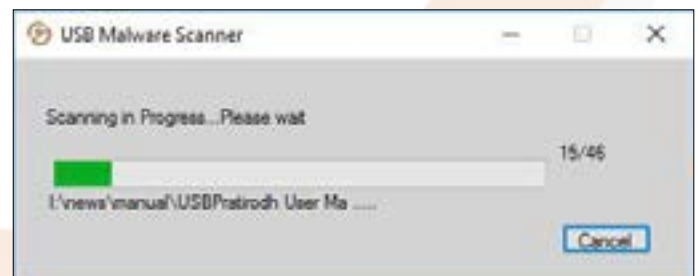 USB Malware Scanner
Scanning in Progress...Please wait
15/46
I:\news\manual\USBPratirodh User Ma .....
Cancel